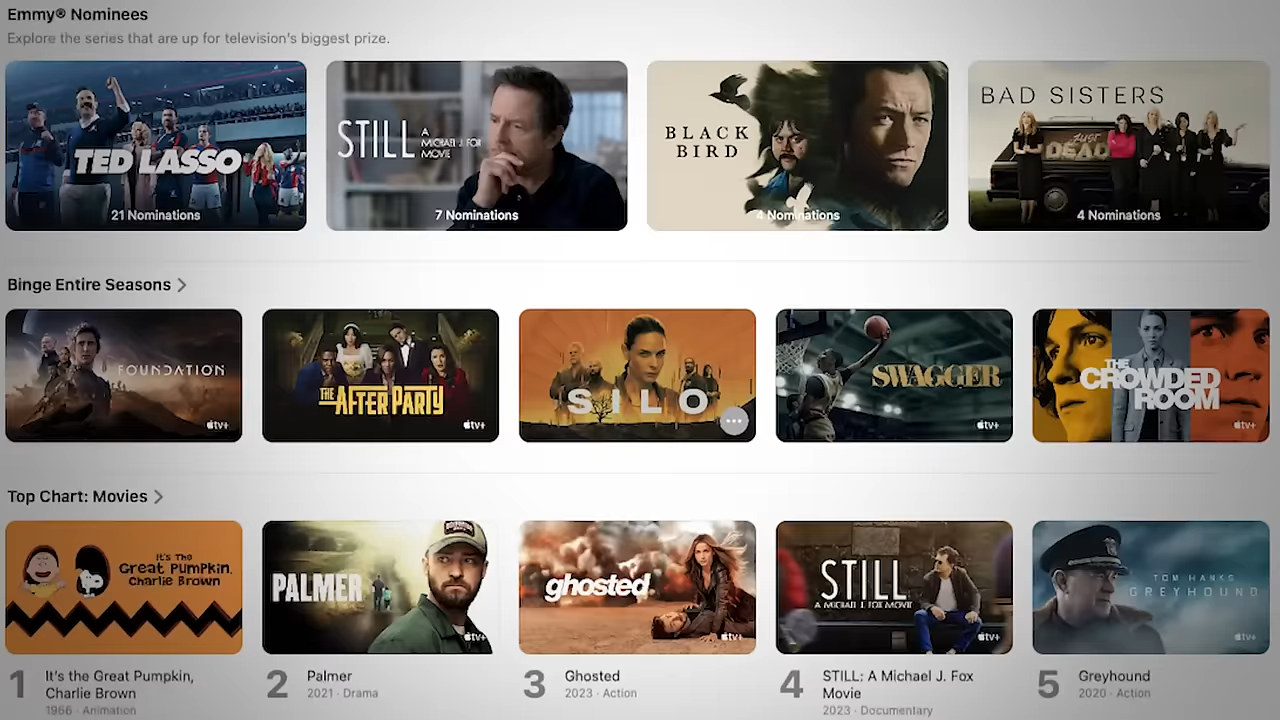 Emmy® Nominees
Explore the series that are up for television's biggest prize.
TED LASSO
21 Nominations
STILL
A
MICHAEL J. FOX
MOVIE
7 Nominations
BLACK
BIRD
4 Nominations
BAD SISTERS
JUST
DEAD
4 Nominations
Binge Entire Seasons >
FOUNDATION
tv+
THE
AFTERPARTY
tv+
SILO
SWAGGER
tv+
THE
CROWDED
ROOM
tv+
Top Chart: Movies >
It's The
Great Pumpkin,
Charlie Brown
PALMER
tv+
ghosted
tv+
STILL
A MICHAEL J. FOX MOVIE
tv+
TOM HANKS
GREYHOUND
tv+
1
It's the Great Pumpkin,
Charlie Brown
1966 · Animation
2
Palmer
2021 · Drama
3
Ghosted
2023 · Action
4
STILL: A Michael J. Fox
Movie
2023 · Documentary
5
Greyhound
2020 · Action